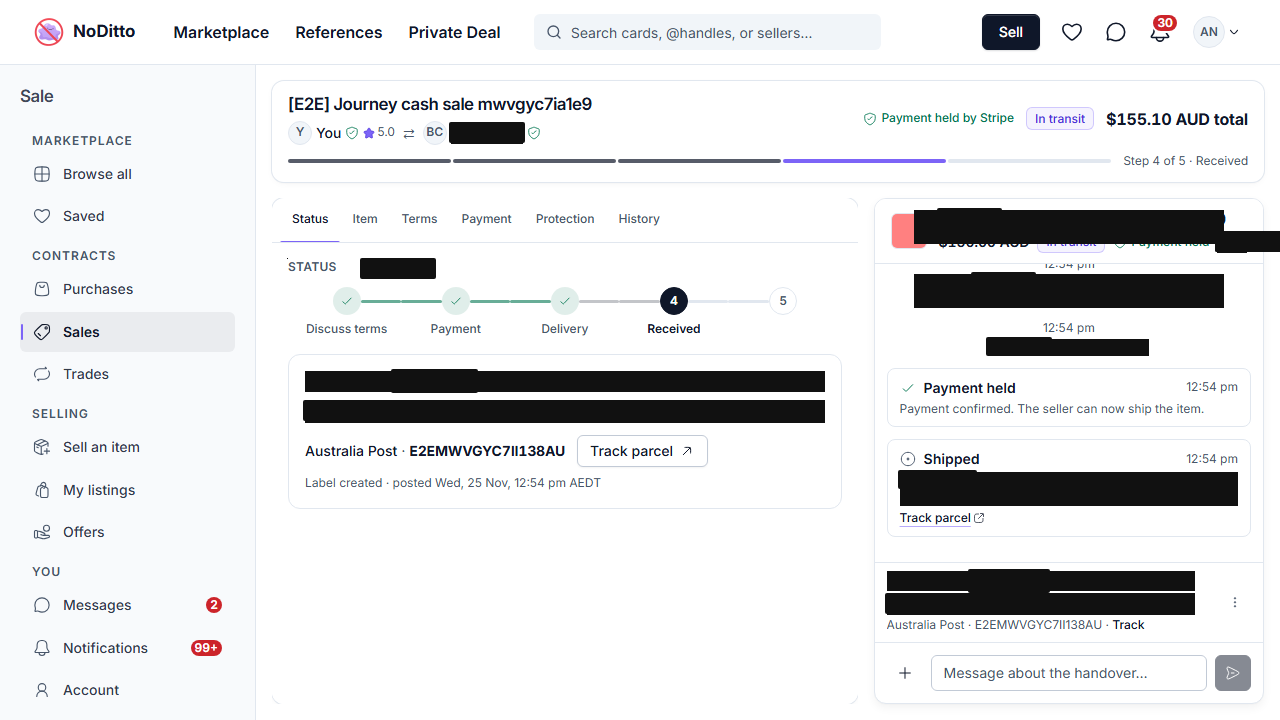 NoDitto
Marketplace
References
Private Deal
Search cards, @handles, or sellers...
Sell
30
AN
Sale
MARKETPLACE
Browse all
Saved
CONTRACTS
Purchases
Sales
Trades
SELLING
Sell an item
My listings
Offers
YOU
Messages
2
Notifications
99+
Account
[E2E] Journey cash sale mwvgyc7ia1e9
Y You 5.0 BC
Payment held by Stripe
In transit
$155.10 AUD total
Step 4 of 5 · Received
Status
Item
Terms
Payment
Protection
History
STATUS
4
5
Discuss terms
Payment
Delivery
Received
Australia Post · E2EMWVGYC7II138AU
Track parcel
Label created · posted Wed, 25 Nov, 12:54 pm AEDT
12:54 pm
12:54 pm
Payment held
12:54 pm
Payment confirmed. The seller can now ship the item.
Shipped
12:54 pm
Track parcel
Australia Post · E2EMWVGYC7II138AU · Track
Message about the handover...